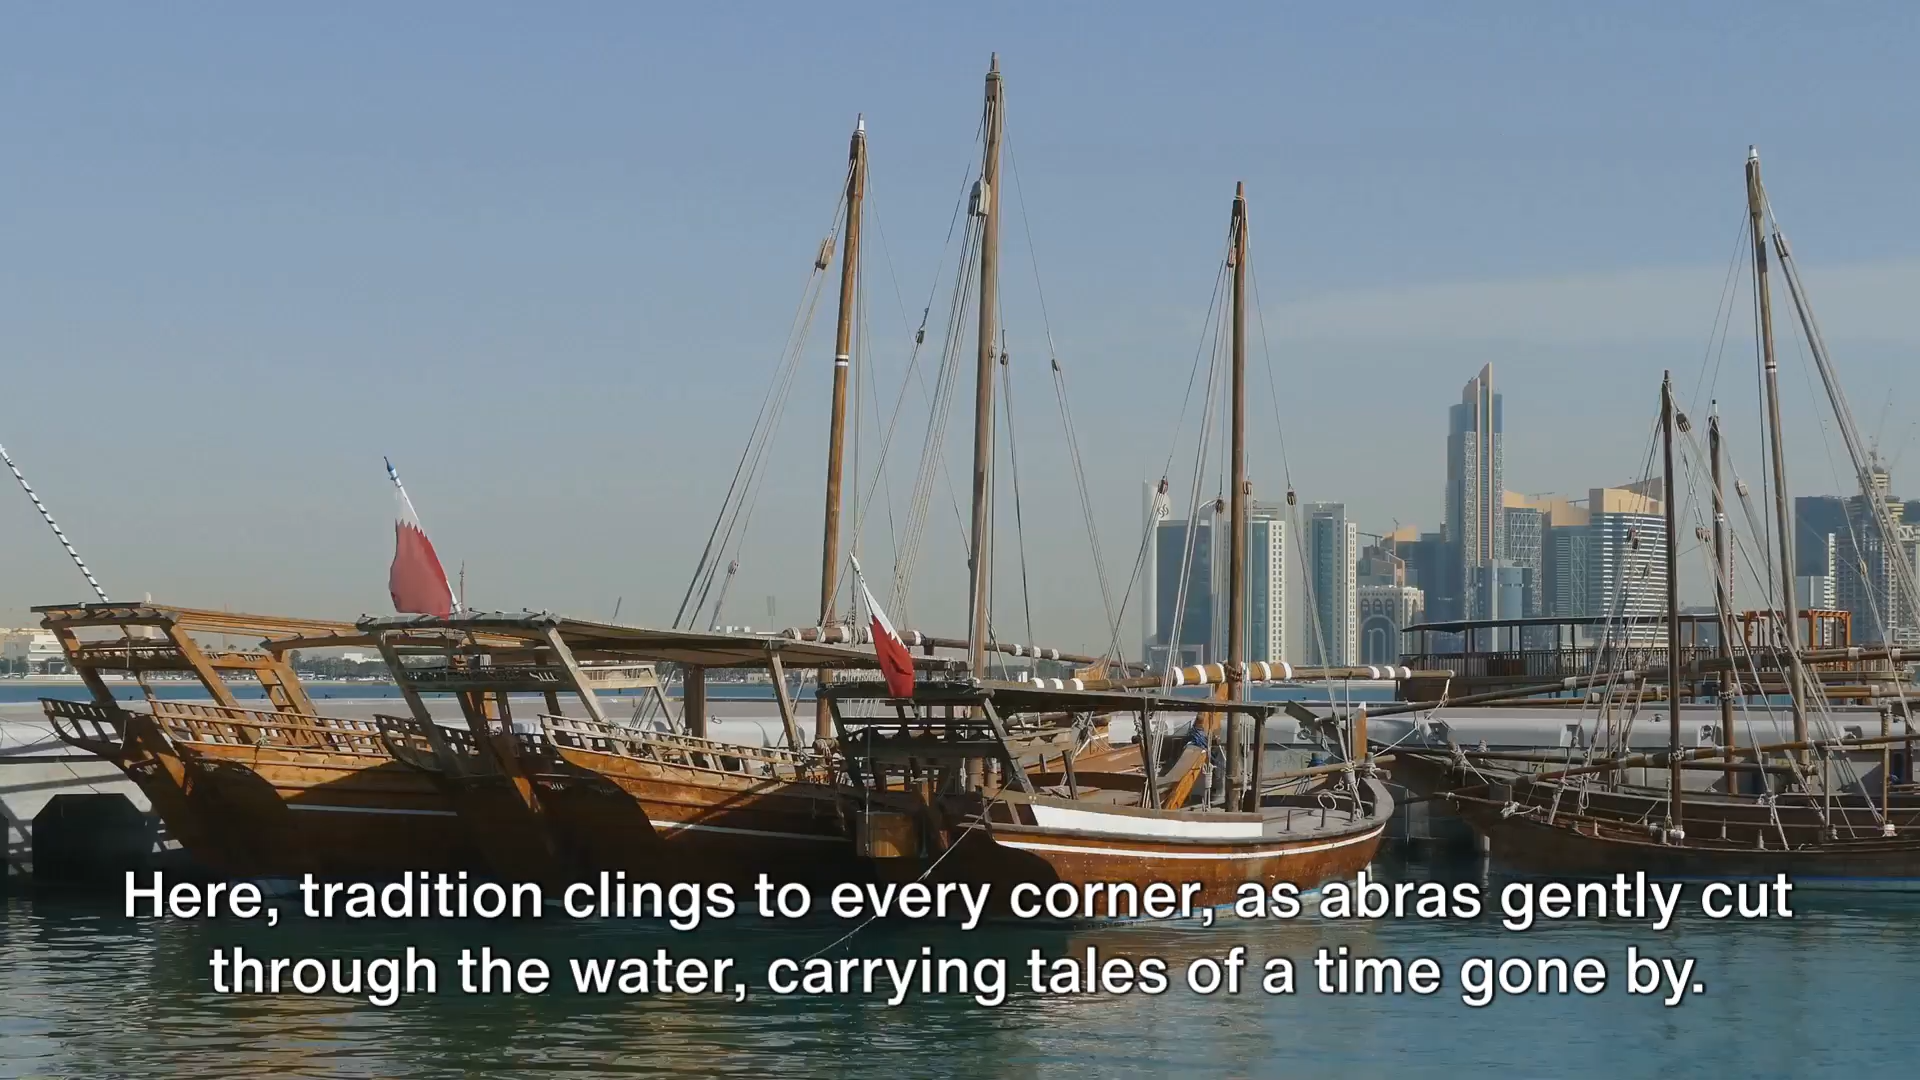 Here, tradition clings to every corner, as abras gently cut
through the water, carrying tales of a time gone by.